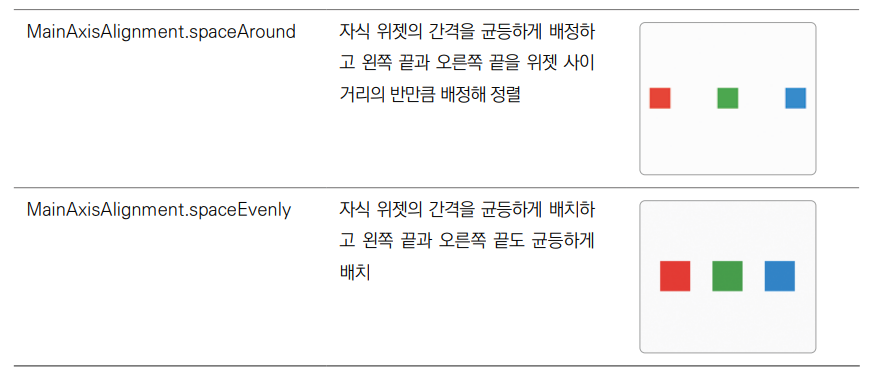 MainAxisAlignment.spaceAround
자식 위젯의 간격을 균등하게 배정하
고 왼쪽 끝과 오른쪽 끝을 위젯 사이
거리의 반만큼 배정해 정렬
MainAxisAlignment.spaceEvenly
자식 위젯의 간격을 균등하게 배치하
고 왼쪽 끝과 오른쪽 끝도 균등하게
배치